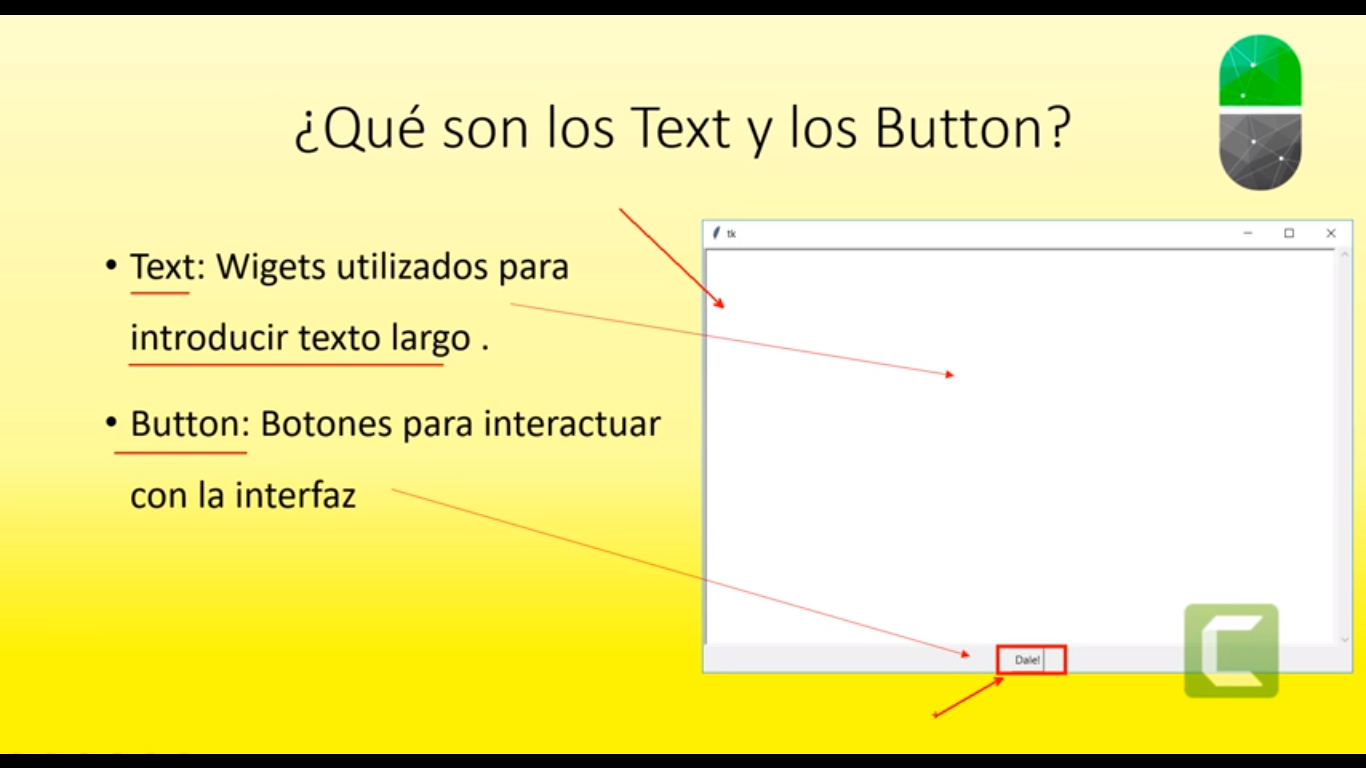 ¿Qué son los Text y los Button?
• Text: Wigets utilizados para
introducir texto largo .
• Button: Botones para interactuar
con la interfaz
tk
Dale!